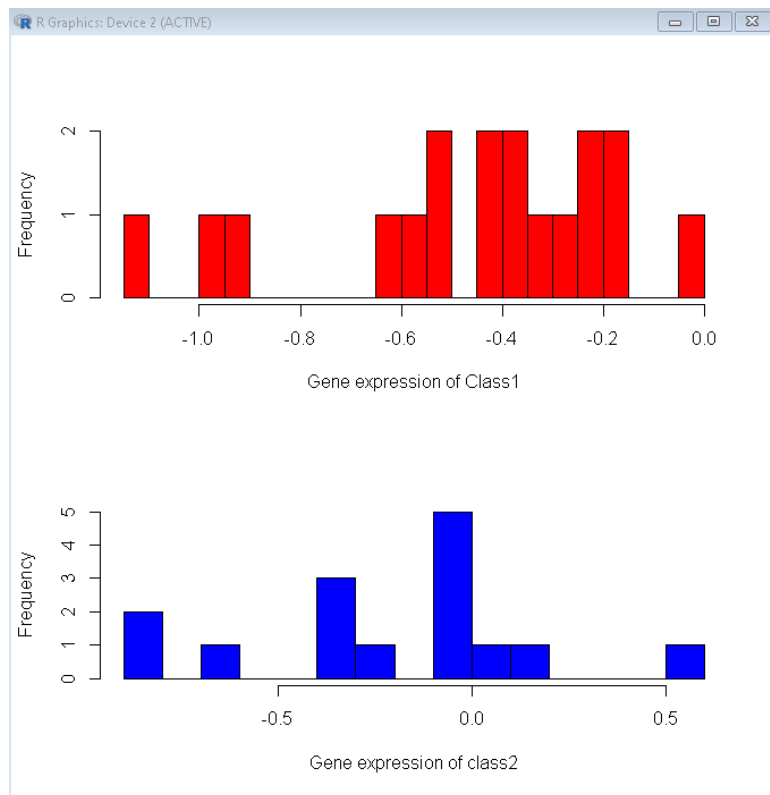 R Graphics: Device 2 (ACTIVE)
2
1
0
Frequency
-1.0 -0.8 -0.6 -0.4 -0.2 0.0
Gene expression of Class1
5
4
3
2
1
0
Frequency
-0.5 0.0 0.5
Gene expression of class2